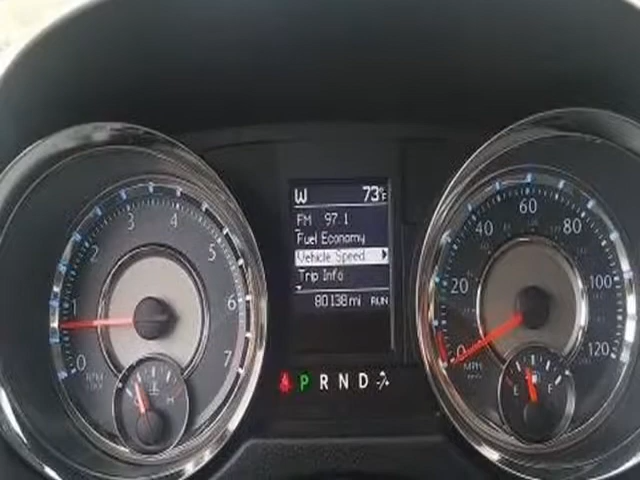 W 73°F
FM 97.1
Fuel Economy
Vehicle Speed
Trip Info
80138 mi RUN
P R N D
0 1 2 3 4 5 6 7
RPM
H
0 20 40 60 80 100 120
MPH
E F